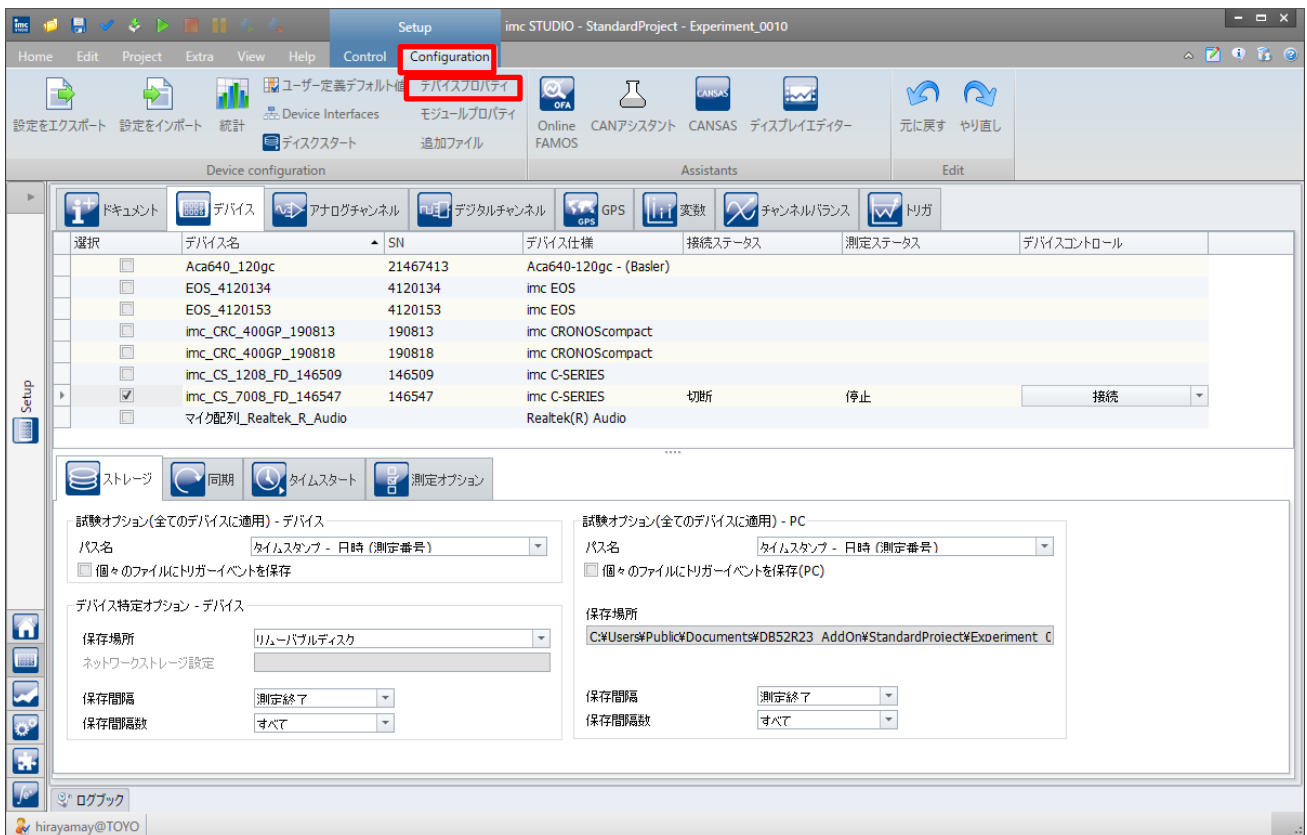 imc
Setup
imc STUDIO - StandardProject - Experiment_0010
Home Edit Project Extra View Help Control Configuration
設定をエクスポート
設定をインポート
統計
ユーザー定義デフォルト値
Device Interfaces
ディスクスタート
デバイスプロパティ
モジュールプロパティ
追加ファイル
OFA
Online
FAMOS
CANアシスタント
CANSAS
CANSAS
ディスプレイエディター
元に戻す
やり直し
Device configuration
Assistants
Edit
ドキュメント
デバイス
アナログチャンネル
デジタルチャンネル
GPS
GPS
変数
チャンネルバランス
トリガ
選択 デバイス名 SN デバイス仕様 接続ステータス 測定ステータス デバイスコントロール
Aca640_120gc 21467413 Aca640-120gc - (Basler)
EOS_4120134 4120134 imc EOS
EOS_4120153 4120153 imc EOS
imc_CRC_400GP_190813 190813 imc CRONOScompact
imc_CRC_400GP_190818 190818 imc CRONOScompact
imc_CS_1208_FD_146509 146509 imc C-SERIES
imc_CS_7008_FD_146547 146547 imc C-SERIES 切断 停止 接続
マイク配列_Realtek_R_Audio Realtek(R) Audio
Setup
ストレージ
同期
タイムスタート
測定オプション
試験オプション(全てのデバイスに適用) - デバイス
パス名 タイムスタンプ - 日時 (測定番号)
個々のファイルにトリガーイベントを保存
デバイス特定オプション - デバイス
保存場所 リムーバブルディスク
ネットワークストレージ設定
保存間隔 測定終了
保存間隔数 すべて
試験オプション(全てのデバイスに適用) - PC
パス名 タイムスタンプ - 日時 (測定番号)
個々のファイルにトリガーイベントを保存(PC)
保存場所
C:¥Users¥Public¥Documents¥DB52R23_AddOn¥StandardProject¥Experiment_0
保存間隔 測定終了
保存間隔数 すべて
ログブック
hirayamay@TOYO